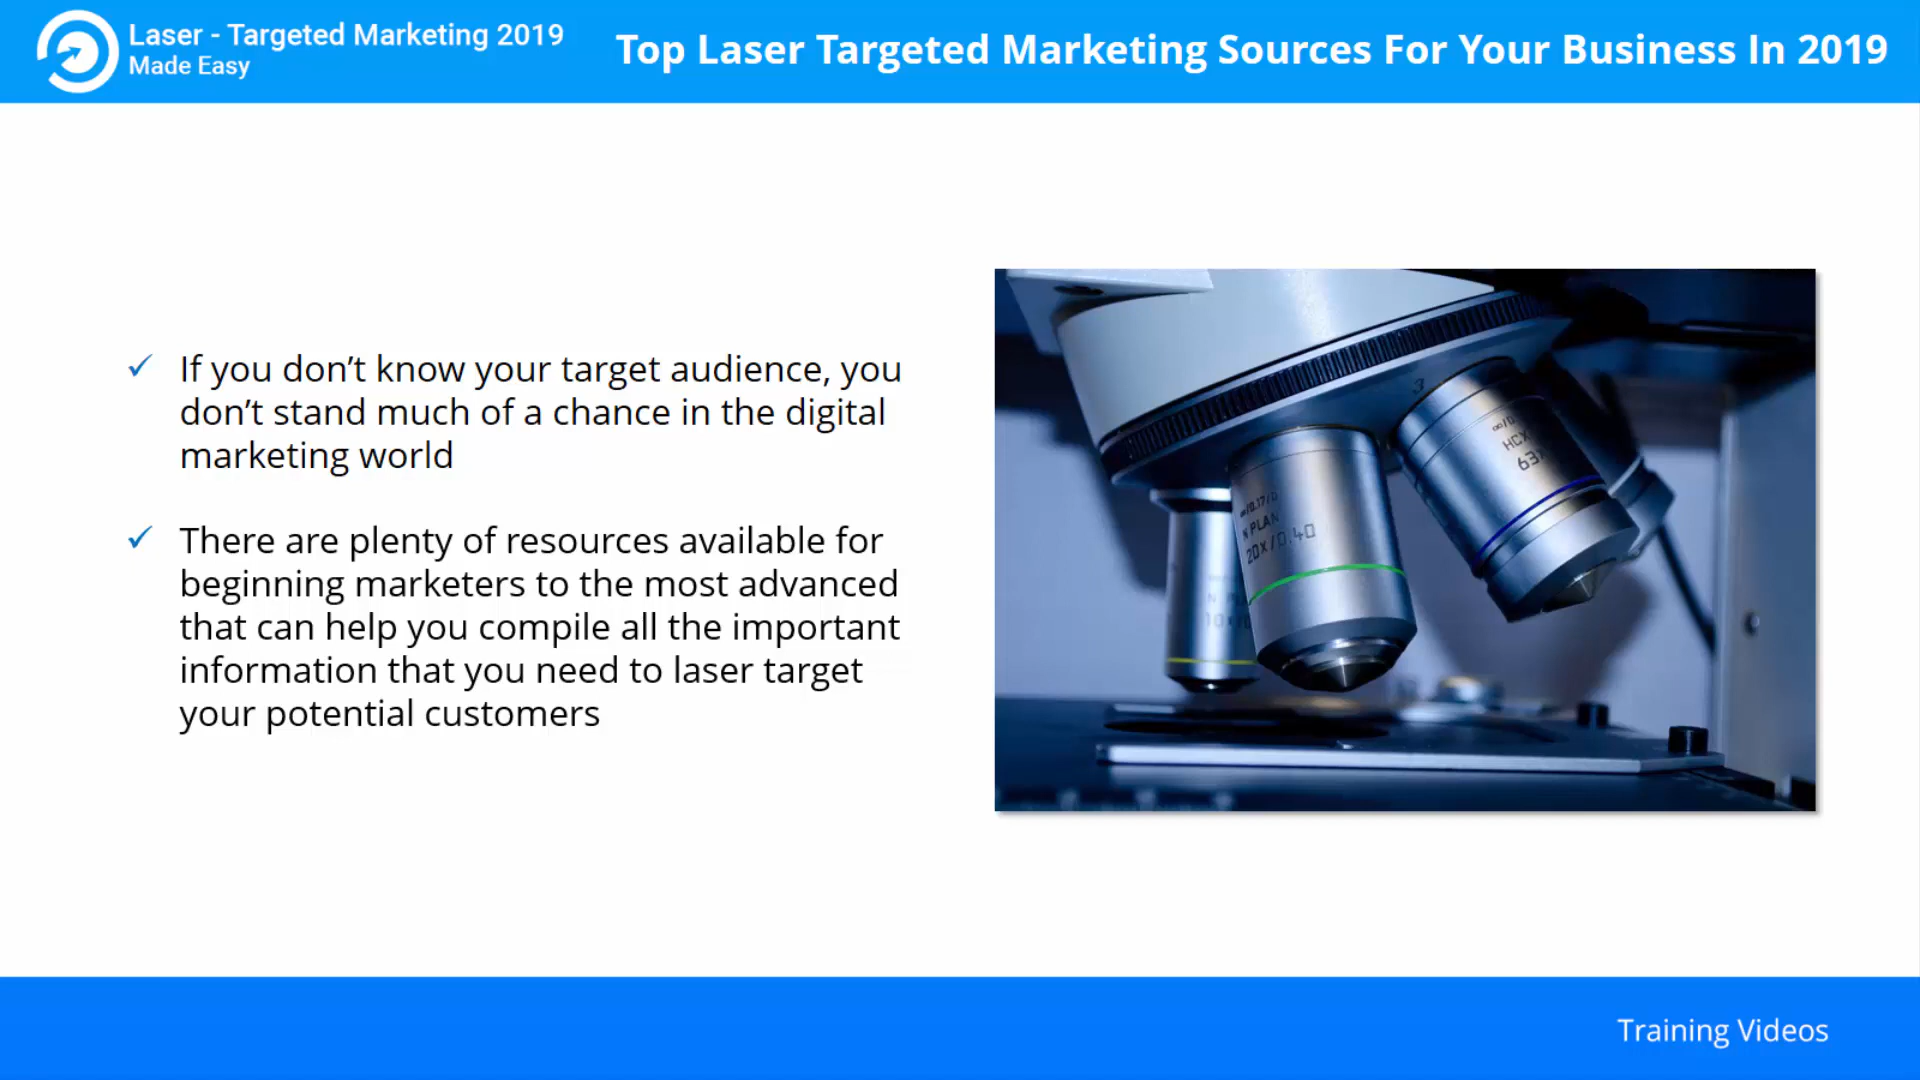 Laser - Targeted Marketing 2019
Made Easy
Top Laser Targeted Marketing Sources For Your Business In 2019
If you don’t know your target audience, you
don’t stand much of a chance in the digital
marketing world
There are plenty of resources available for
beginning marketers to the most advanced
that can help you compile all the important
information that you need to laser target
your potential customers
3
N PLAN
20X/0.40
HCX
63
Training Videos